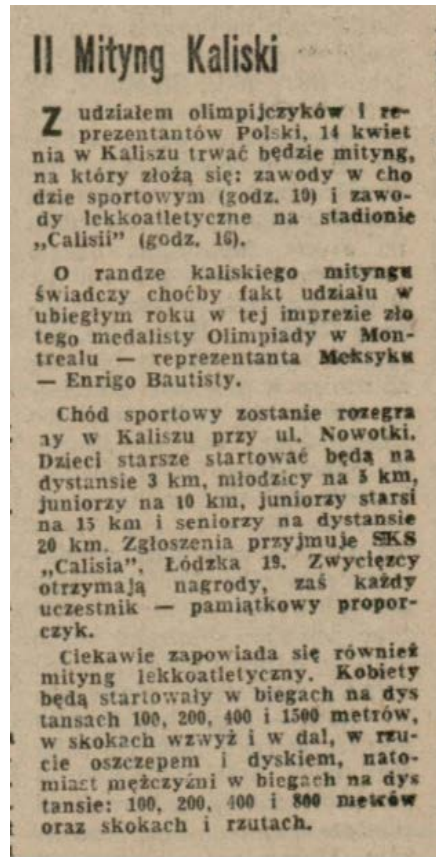 II Mityng Kaliski
Z udziałem olimpijczyków i re-
prezentantów Polski, 14 kwiet
nia w Kaliszu trwać będzie mityng,
na który złożą się: zawody w cho
dzie sportowym (godz. 10) i zawo-
dy lekkoatletyczne na stadionie
„Calisii” (godz. 16).
O randze kaliskiego mityngu
świadczy choćby fakt udziału w
ubiegłym roku w tej imprezie zło
tego medalisty Olimpiady w Mon-
trealu — reprezentanta Meksyku
— Enrigo Bautisty.
Chód sportowy zostanie rozegra
ny w Kaliszu przy ul. Nowotki.
Dzieci starsze startować będą na
dystansie 3 km, młodzicy na 5 km,
juniorzy na 10 km, juniorzy starsi
na 15 km i seniorzy na dystansie
20 km. Zgłoszenia przyjmuje SKS
„Calisia”, Łódzka 19. Zwycięzcy
otrzymają nagrody, zaś każdy
uczestnik — pamiątkowy propor-
czyk.
Ciekawie zapowiada się również
mityng lekkoatletyczny. Kobiety
będą startowały w biegach na dys
tansach 100, 200, 400 i 1500 metrów,
w skokach wzwyż i w dal, w rzu-
cie oszczepem i dyskiem, nato-
miast mężczyźni w biegach na dys
tansie: 100, 200, 400 i 800 metrów
oraz skokach i rzutach.